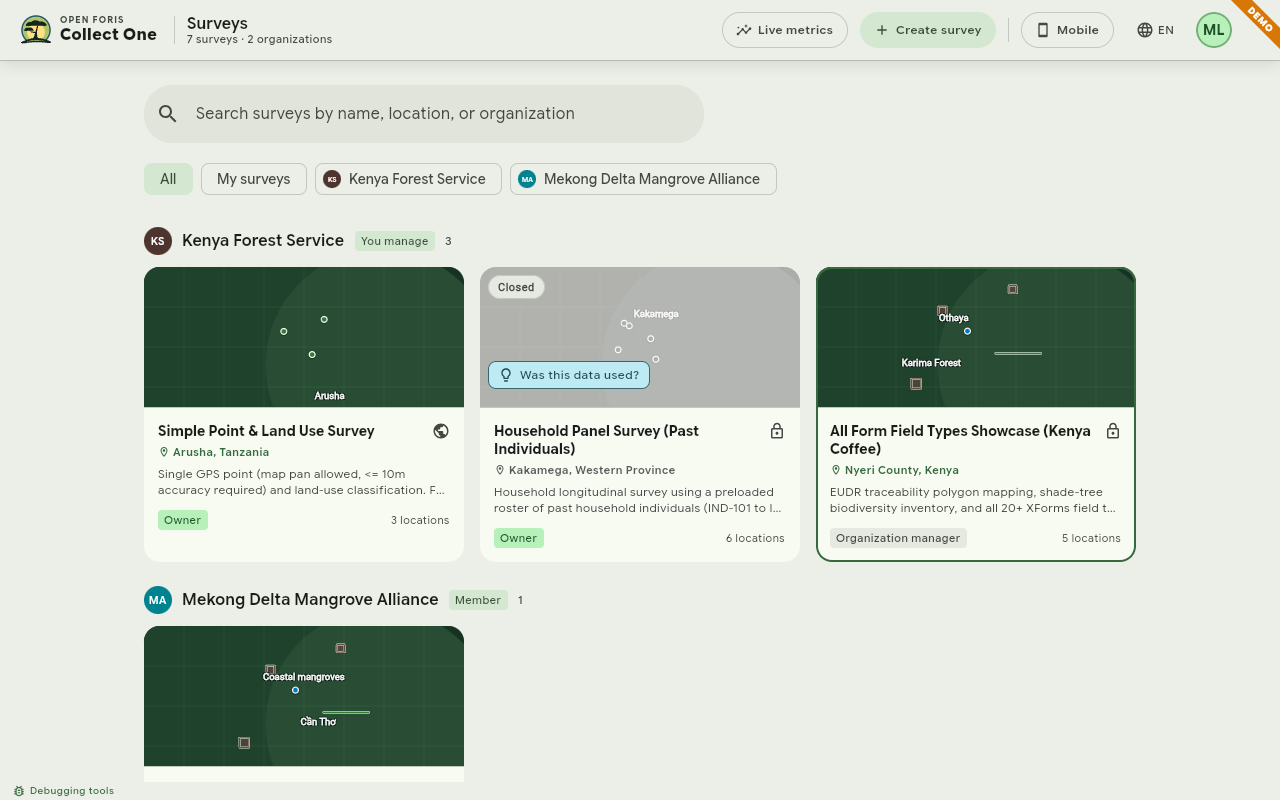 OPEN FORIS
Collect One
Surveys
7 surveys · 2 organizations
Live metrics
Create survey
Mobile
EN
ML
DEMO
Search surveys by name, location, or organization
All
My surveys
KS Kenya Forest Service
MA Mekong Delta Mangrove Alliance
KS Kenya Forest Service You manage 3
Arusha
Simple Point & Land Use Survey
Arusha, Tanzania
Single GPS point (map pan allowed, <= 10m
accuracy required) and land-use classification. F...
Owner 3 locations
Closed
Kakamega
Was this data used?
Household Panel Survey (Past
Individuals)
Kakamega, Western Province
Household longitudinal survey using a preloaded
roster of past household individuals (IND-101 to I...
Owner 6 locations
Othaya
Karima Forest
All Form Field Types Showcase (Kenya
Coffee)
Nyeri County, Kenya
EUDR traceability polygon mapping, shade-tree
biodiversity inventory, and all 20+ XForms field t...
Organization manager 5 locations
MA Mekong Delta Mangrove Alliance Member 1
Coastal mangroves
Cần Thơ
Debugging tools